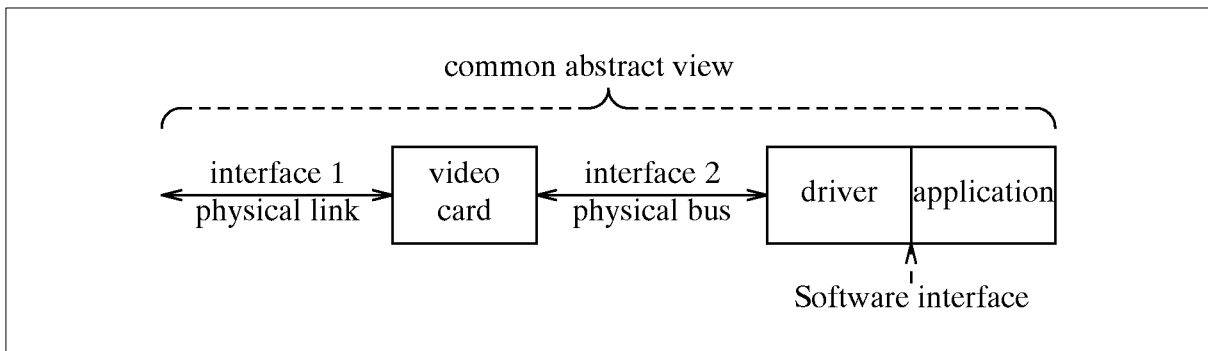 common abstract view
interface 1
physical link
video
card
interface 2
physical bus
driver
application
Software interface